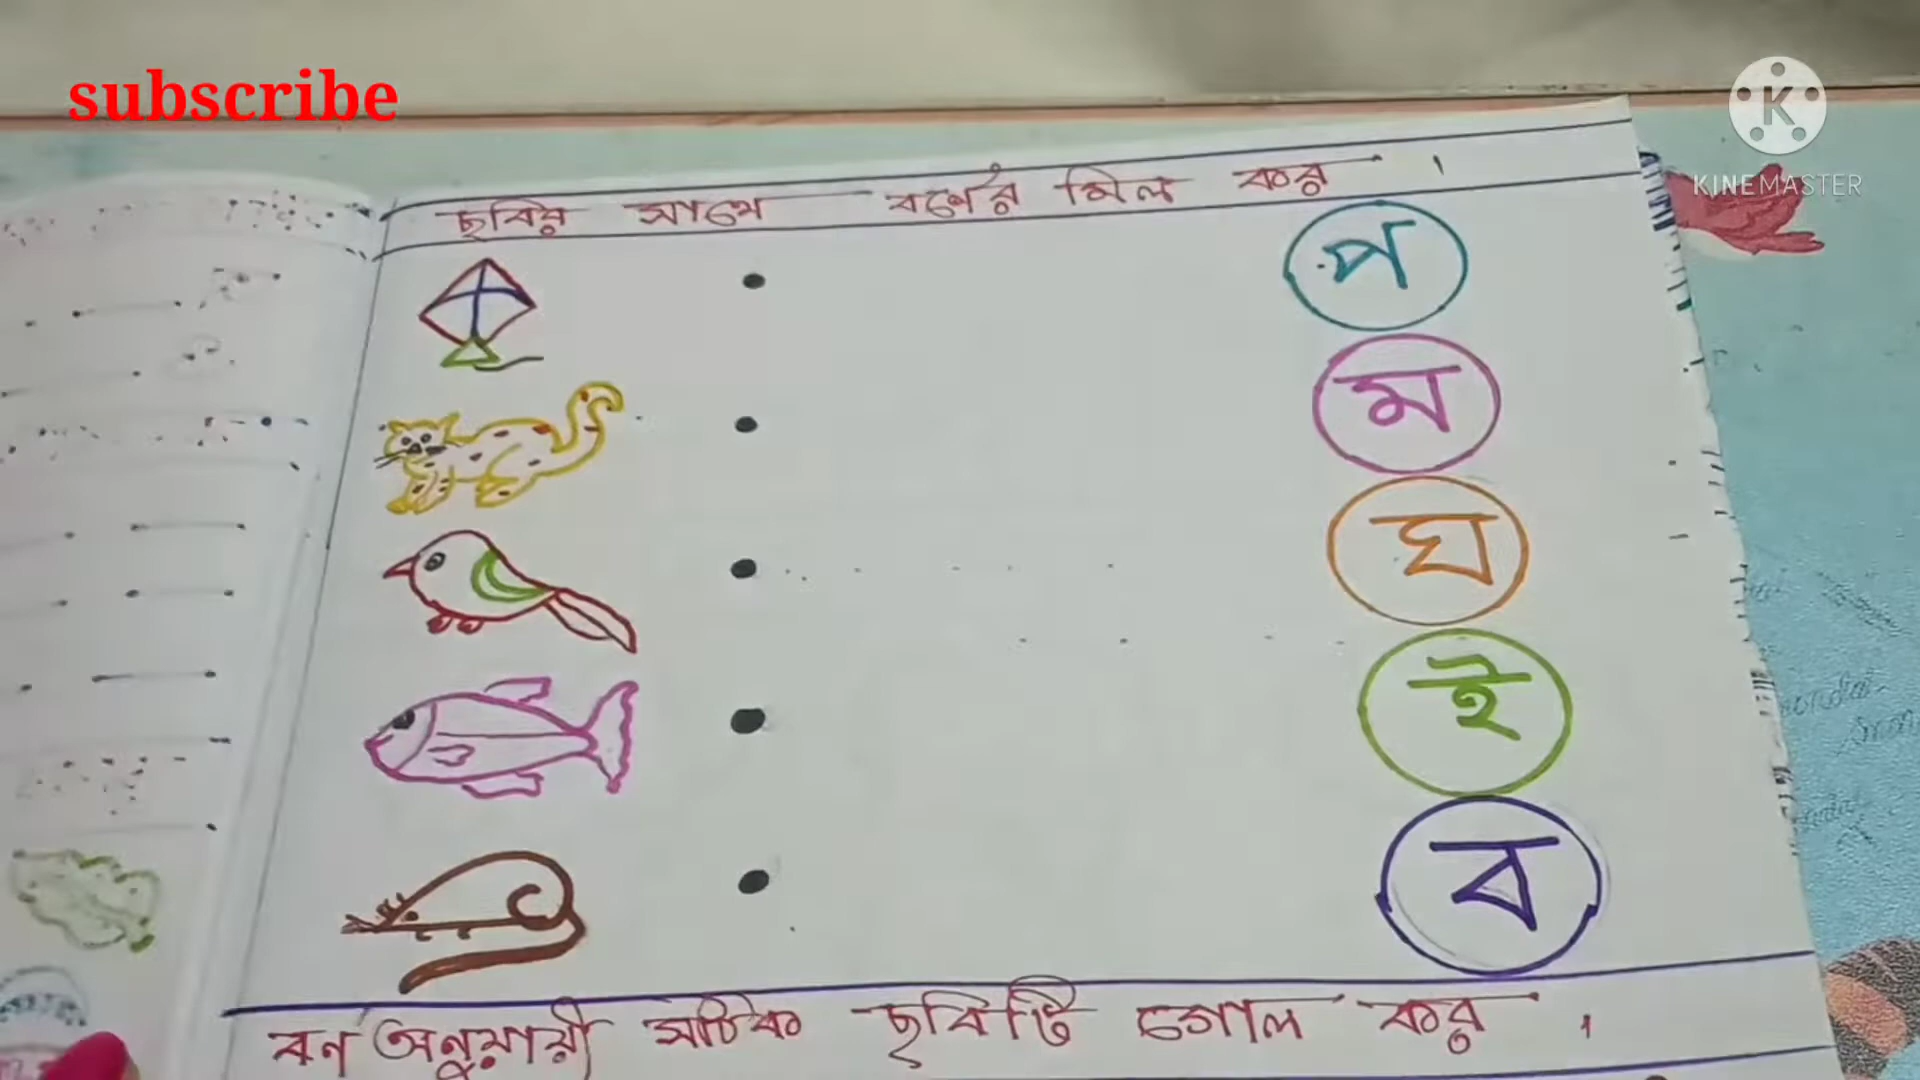 subscribe
KINEMASTER
ছবির সাথে বর্ণের মিল কর ।
প
ম
ঘ
ই
ব
বর্ণ অনুযায়ী সঠিক ছবিটি গোল কর ।